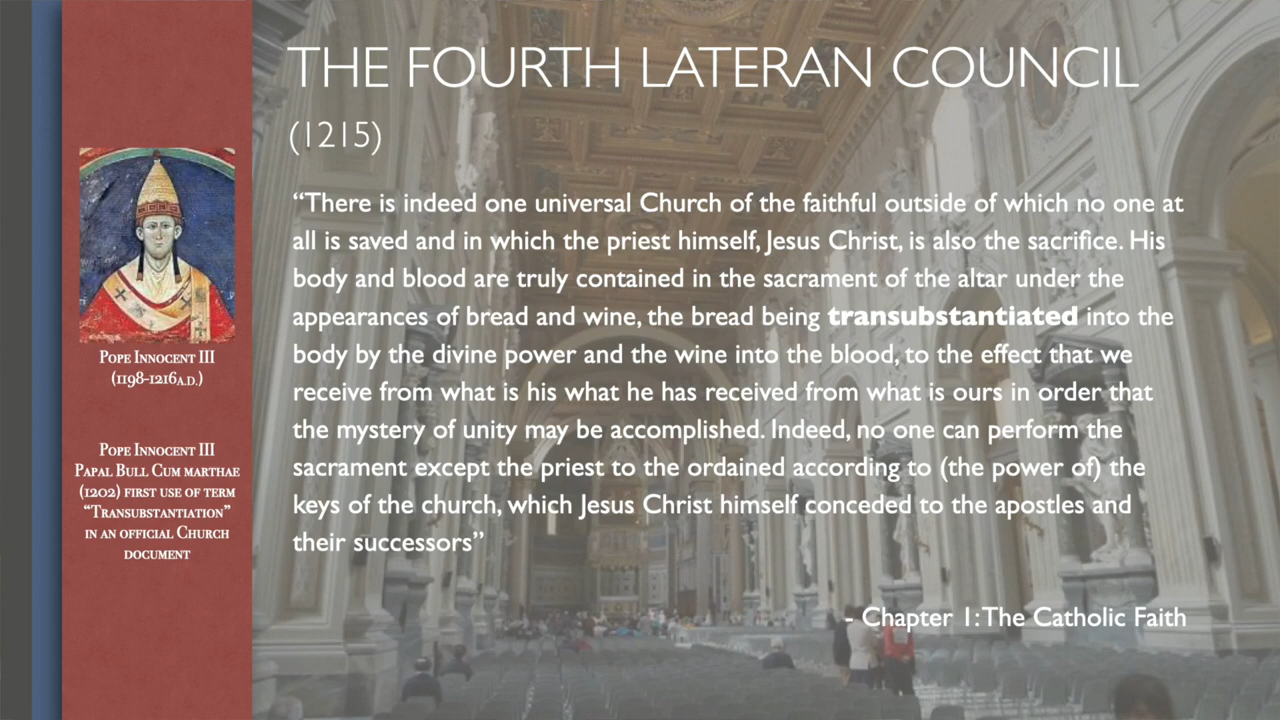 THE FOURTH LATERAN COUNCIL
(1215)
“There is indeed one universal Church of the faithful outside of which no one at
all is saved and in which the priest himself, Jesus Christ, is also the sacrifice. His
body and blood are truly contained in the sacrament of the altar under the
appearances of bread and wine, the bread being transubstantiated into the
body by the divine power and the wine into the blood, to the effect that we
receive from what is his what he has received from what is ours in order that
the mystery of unity may be accomplished. Indeed, no one can perform the
sacrament except the priest to the ordained according to (the power of) the
keys of the church, which Jesus Christ himself conceded to the apostles and
their successors”
- Chapter 1: The Catholic Faith
Pope Innocent III
(1198-1216A.D.)
Pope Innocent III
Papal Bull Cum marthae
(1202) first use of term
“Transubstantiation”
in an official Church
document